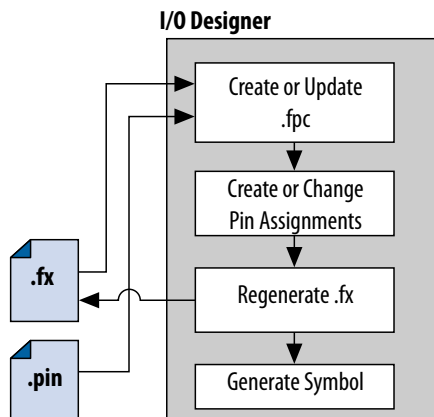 I/O Designer
Create or Update
.fpc
Create or Change
Pin Assignments
.fx
Regenerate .fx
.pin
Generate Symbol